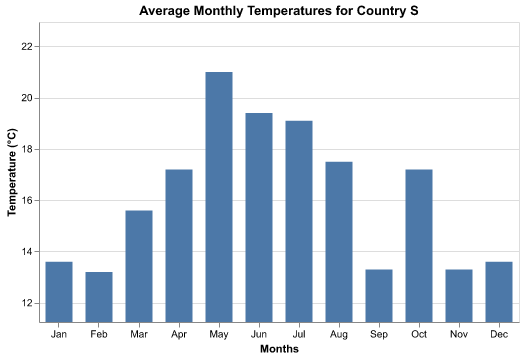 Average Monthly Temperatures for Country S
Temperature (°C)
22
20
18
16
14
12
Jan Feb Mar Apr May Jun Jul Aug Sep Oct Nov Dec
Months